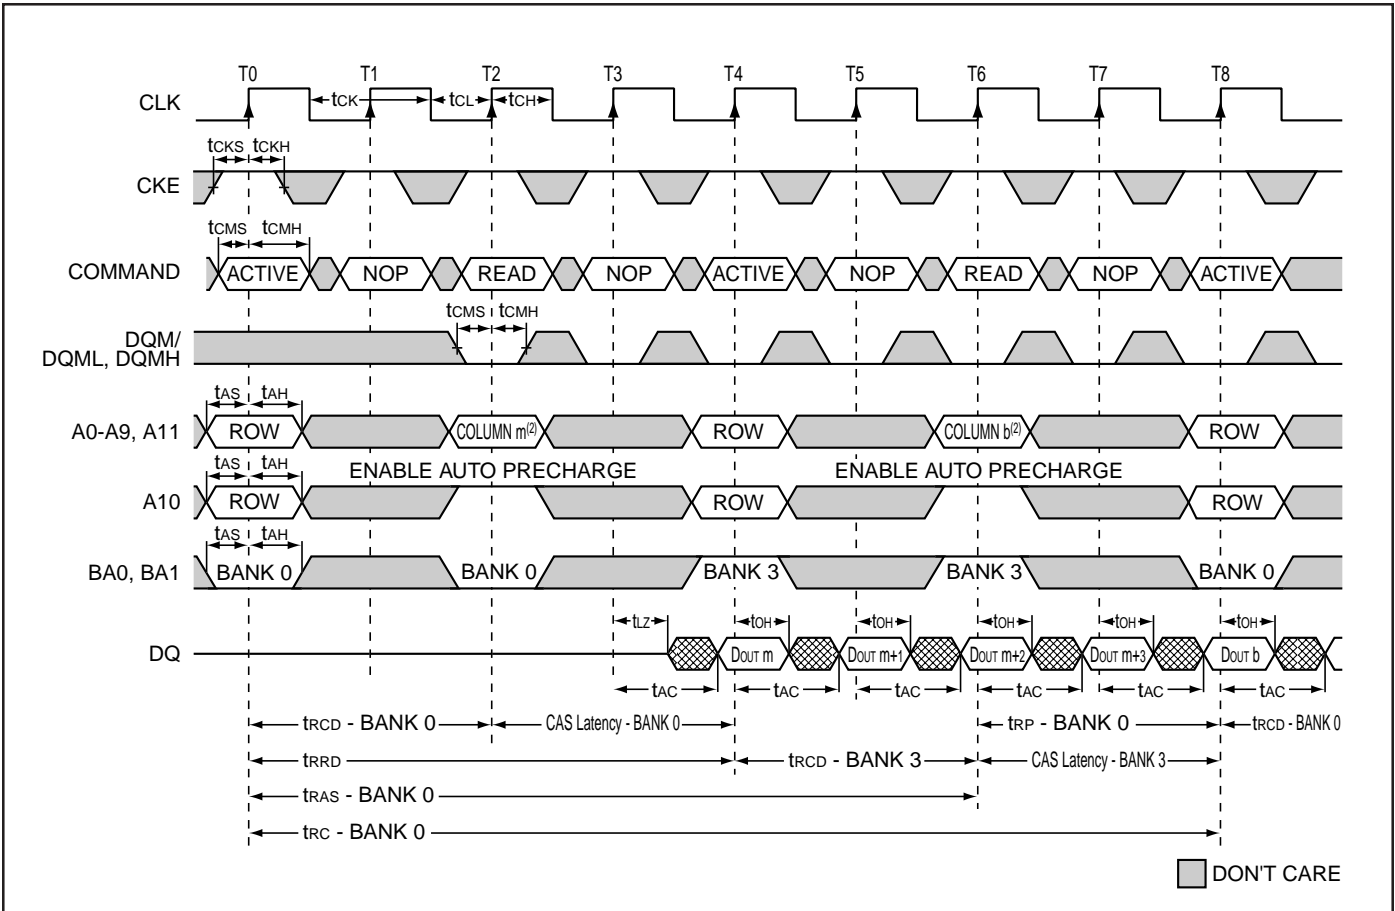 T0 T1 T2 T3 T4 T5 T6 T7 T8
CLK tCK tCL tCH
tCKS tCKH
CKE
tCMS tCMH
COMMAND ACTIVE NOP READ NOP ACTIVE NOP READ NOP ACTIVE
tCMS tCMH
DQM/
DQML, DQMH
tAS tAH
A0-A9, A11 ROW COLUMN m(2) ROW COLUMN b(2) ROW
tAS tAH ENABLE AUTO PRECHARGE ENABLE AUTO PRECHARGE
A10 ROW ROW ROW
tAS tAH
BA0, BA1 BANK 0 BANK 0 BANK 3 BANK 3 BANK 0
tLZ tOH tOH tOH tOH tOH
DQ DOUT m DOUT m+1 DOUT m+2 DOUT m+3 DOUT b
tAC tAC tAC tAC tAC tAC
tRCD - BANK 0 CAS Latency - BANK 0 tRP - BANK 0 tRCD - BANK 0
tRRD tRCD - BANK 3 CAS Latency - BANK 3
tRAS - BANK 0
tRC - BANK 0
DON'T CARE